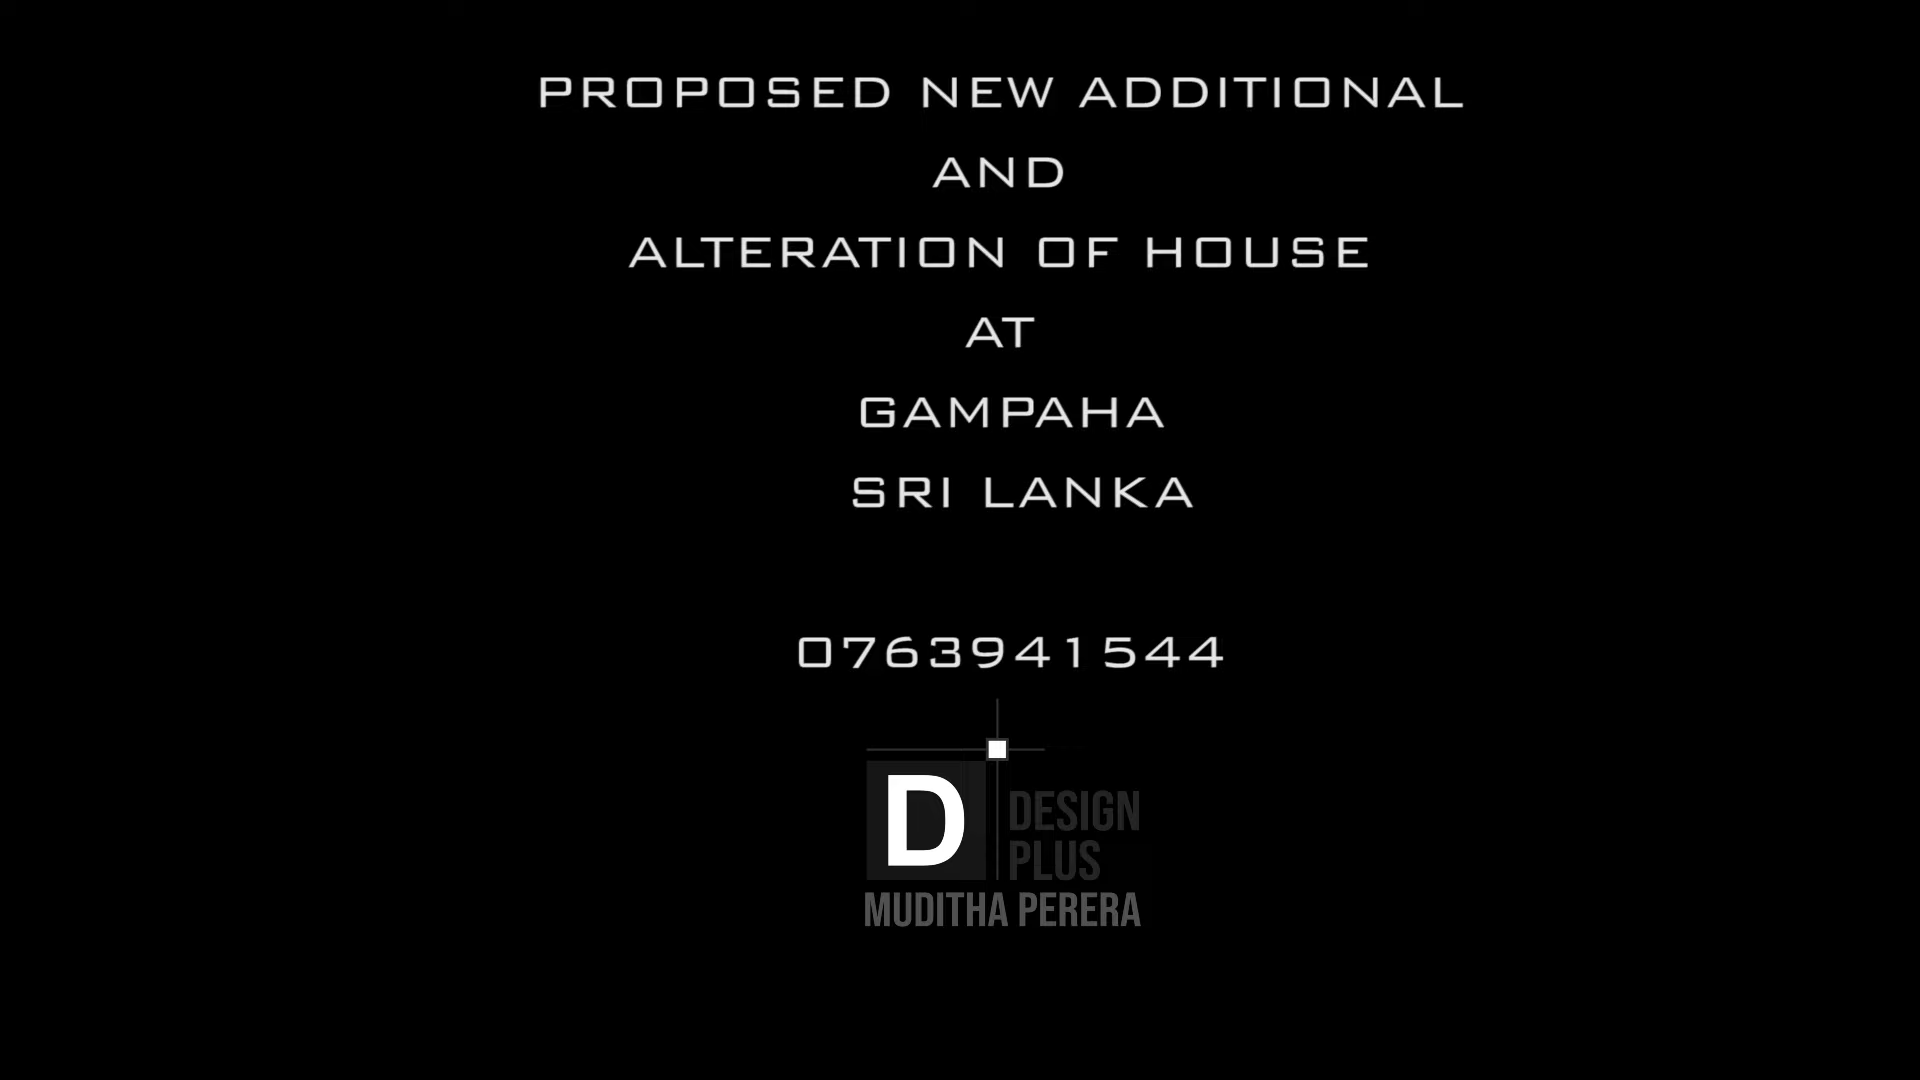 PROPOSED NEW ADDITIONAL
AND
ALTERATION OF HOUSE
AT
GAMPAHA
SRI LANKA
0763941544
D
DESIGN
PLUS
MUDITHA PERERA